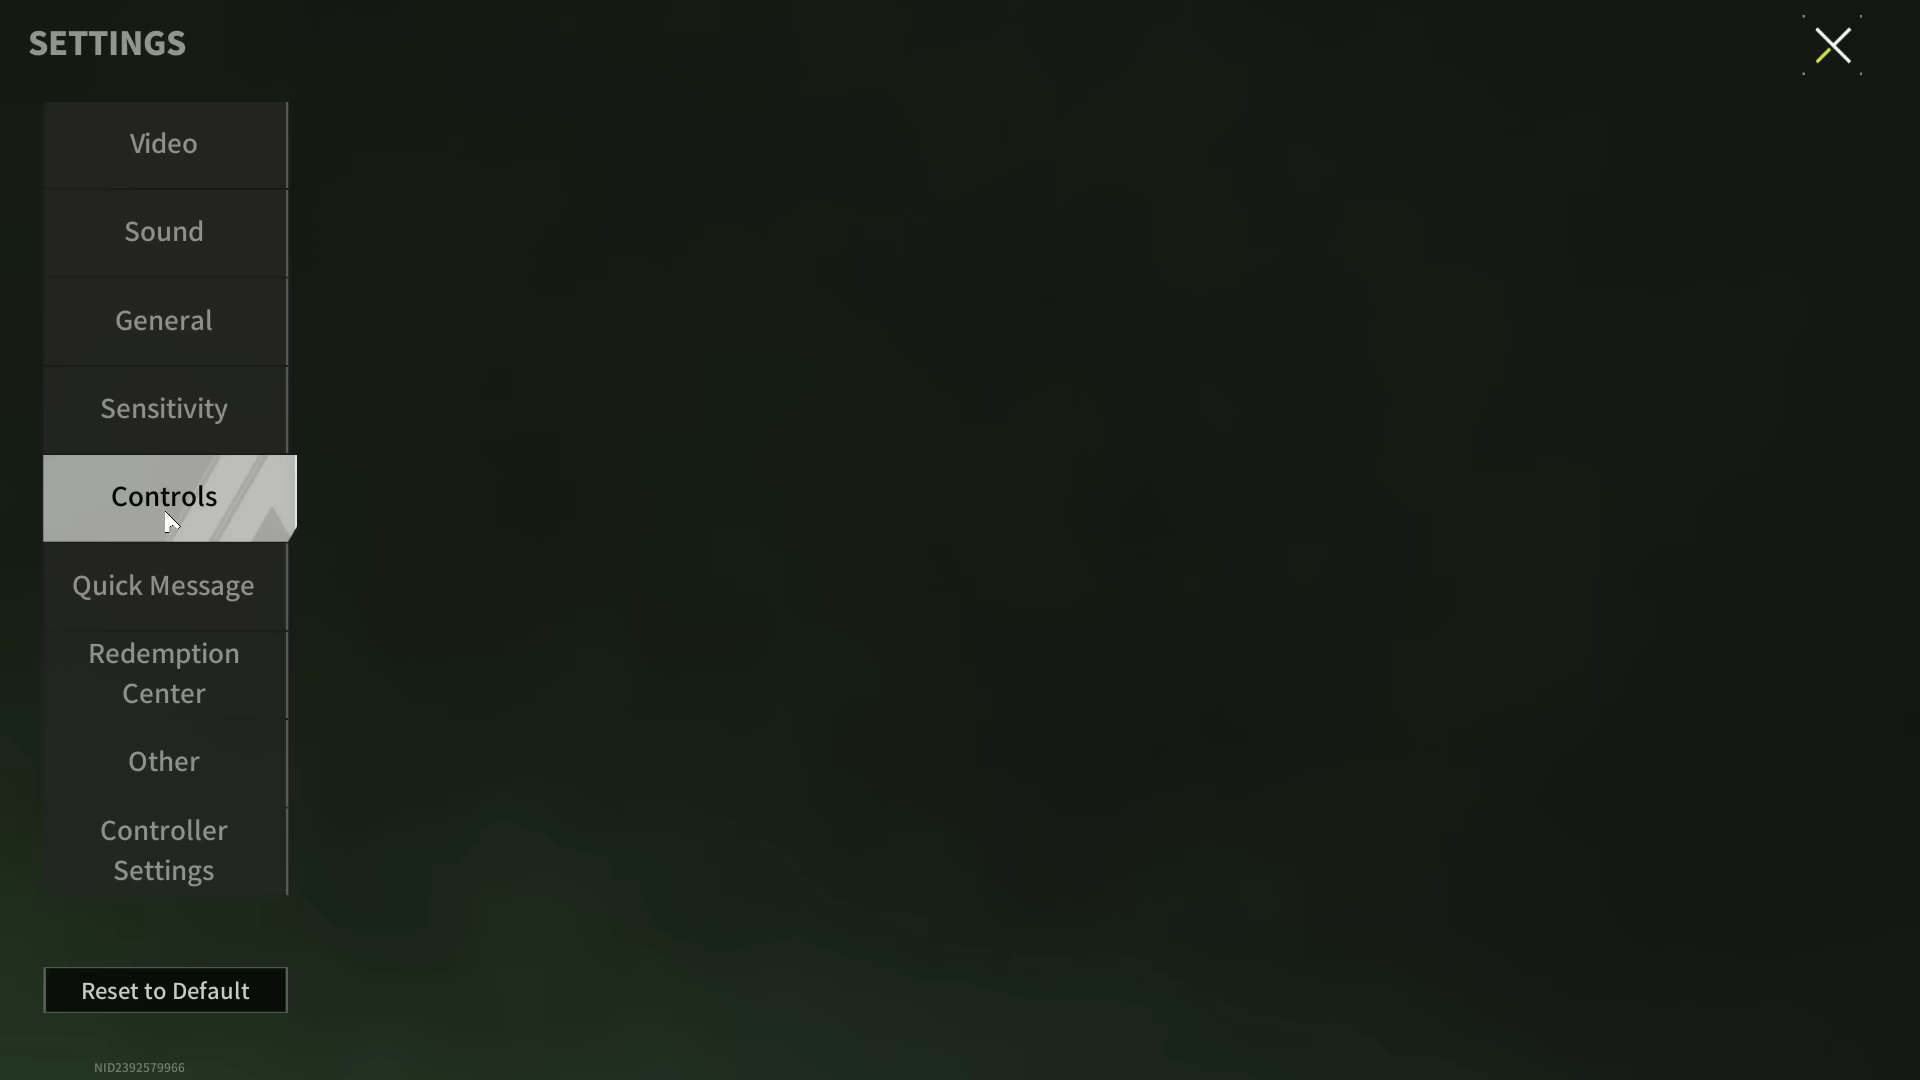 SETTINGS
Video
Sound
General
Sensitivity
Controls
Quick Message
Redemption
Center
Other
Controller
Settings
Reset to Default
NID2392579966